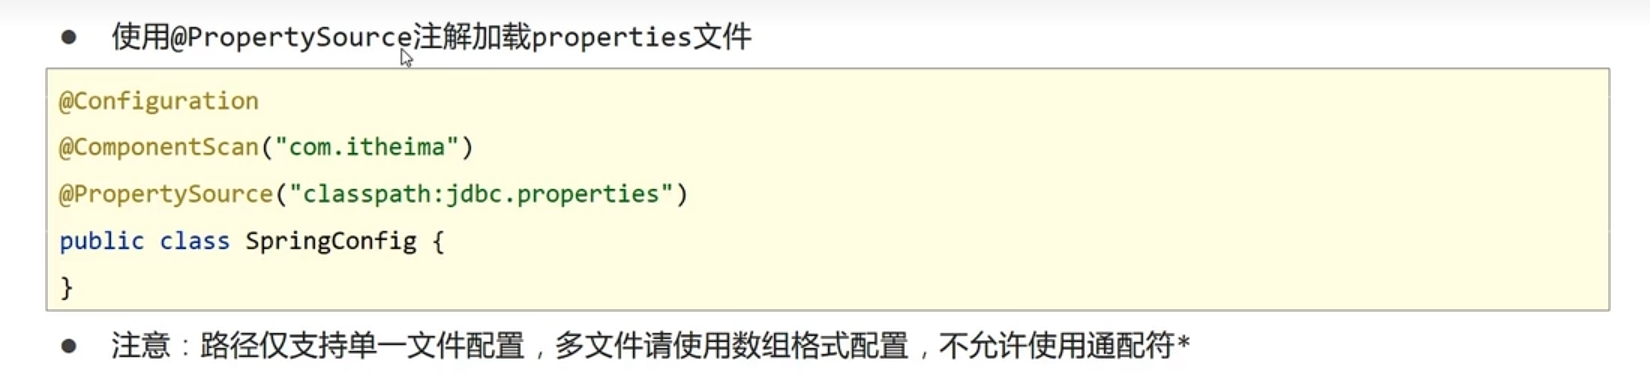 ● 使用@PropertySource注解加载properties文件
@Configuration
@ComponentScan("com.itheima")
@PropertySource("classpath:jdbc.properties")
public class SpringConfig {
}
● 注意：路径仅支持单一文件配置，多文件请使用数组格式配置，不允许使用通配符*